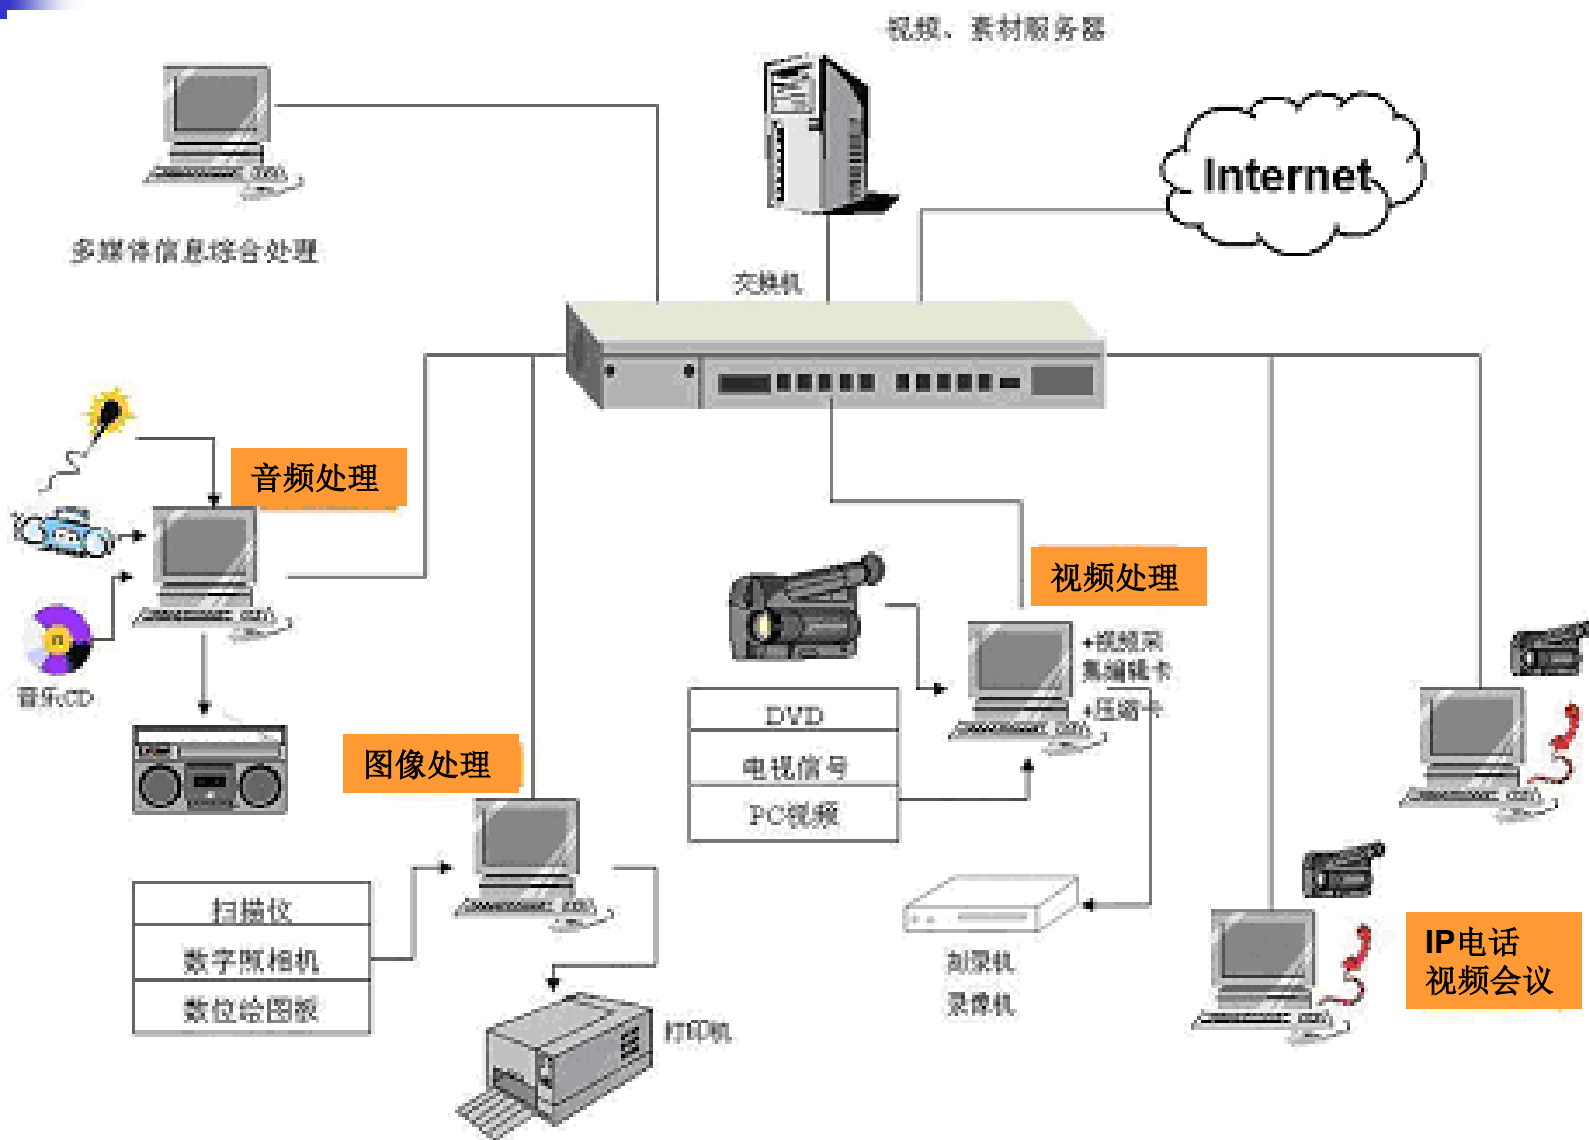 视频、素材服务器
Internet
多媒体信息综合处理
交换机
音频处理
音乐CD
视频处理
+视频采
集编辑卡
+压缩卡
DVD
电视信号
PC视频
图像处理
扫描仪
数字照相机
数位绘图板
打印机
刻录机
录像机
IP电话
视频会议